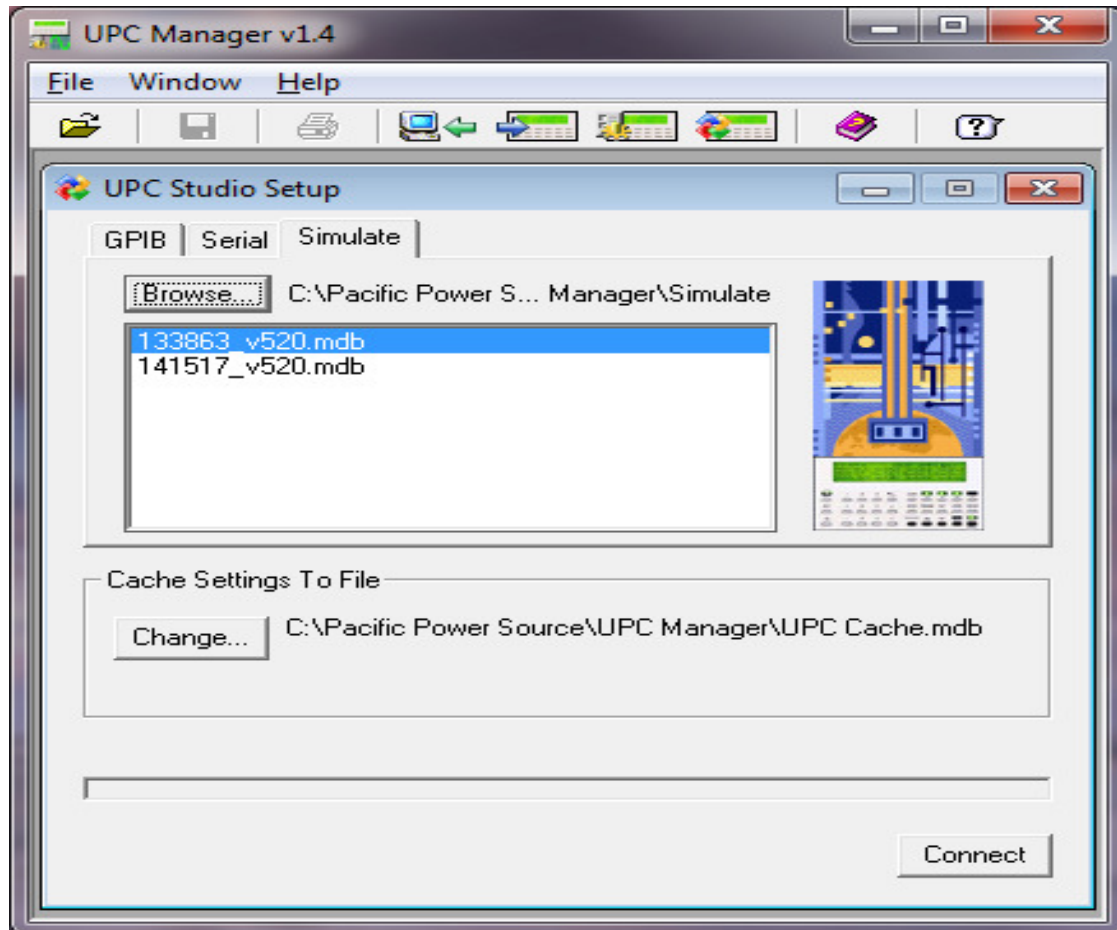 UPC Manager v1.4
File Window Help
UPC Studio Setup
GPIB Serial Simulate
Browse... C:\Pacific Power S... Manager\Simulate
133863_v520.mdb
141517_v520.mdb
Cache Settings To File
Change... C:\Pacific Power Source\UPC Manager\UPC Cache.mdb
Connect